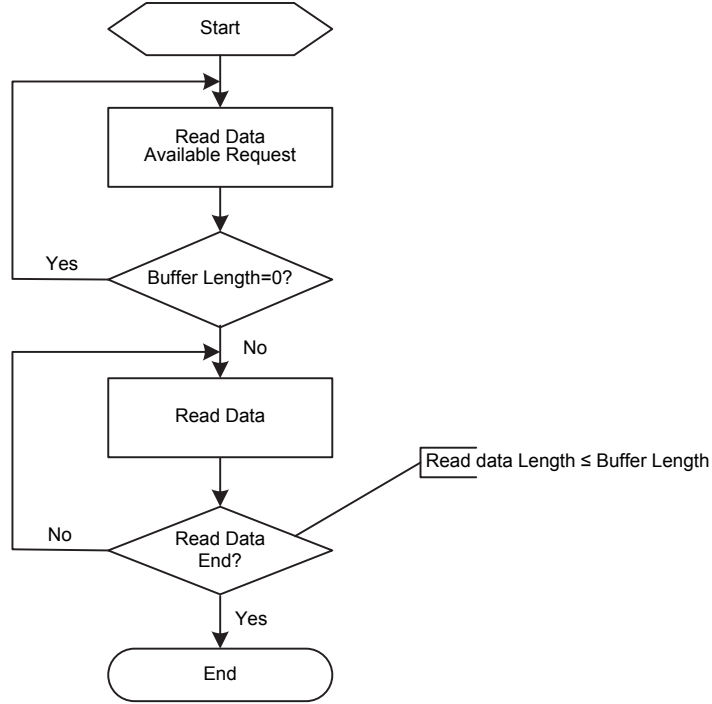 Start
Read Data
Available Request
Yes
Buffer Length=0?
No
Read Data
Read data Length ≤ Buffer Length
No
Read Data
End?
Yes
End